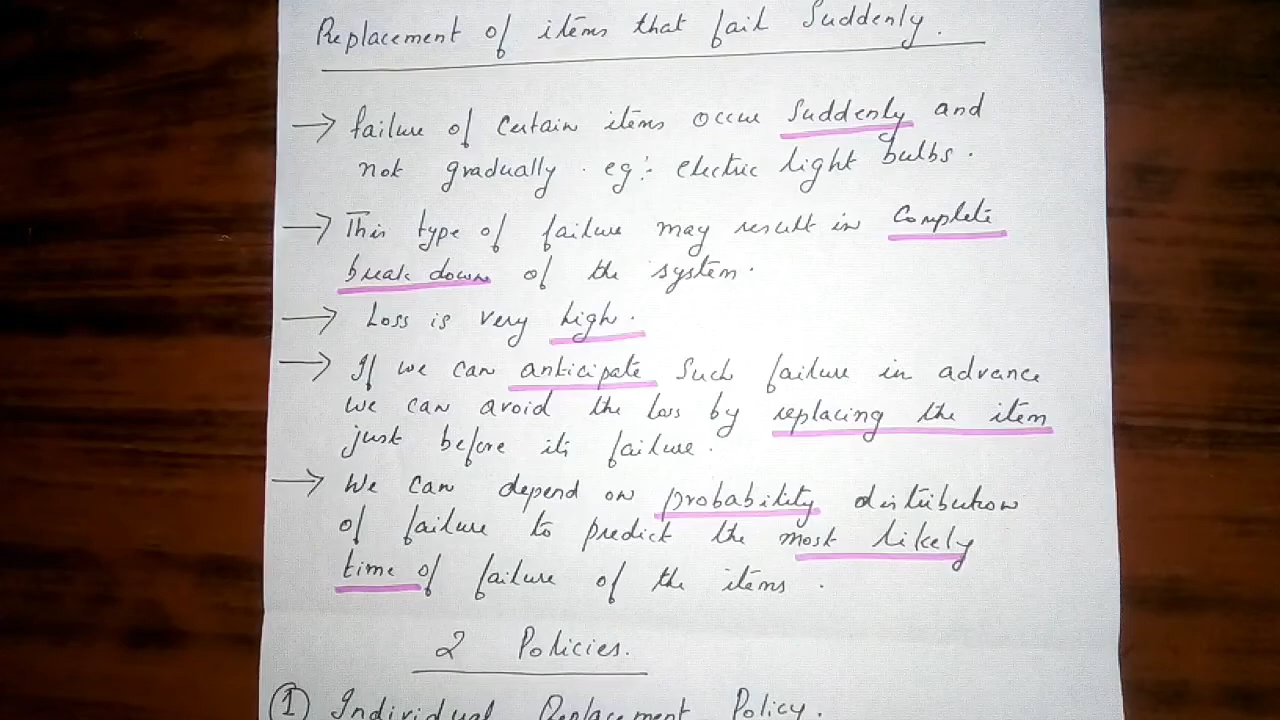 Replacement of items that fail Suddenly.
→ failure of certain items occur suddenly and
not gradually. eg:- electric light bulbs.
→ This type of failure may result in Complete
break down of the system.
→ Loss is very high.
→ If we can anticipate such failure in advance
we can avoid the loss by replacing the item
just before its failure.
→ We can depend on probability distribution
of failure to predict the most likely
time of failure of the items.
2 Policies.
① Individual Replacement Policy.